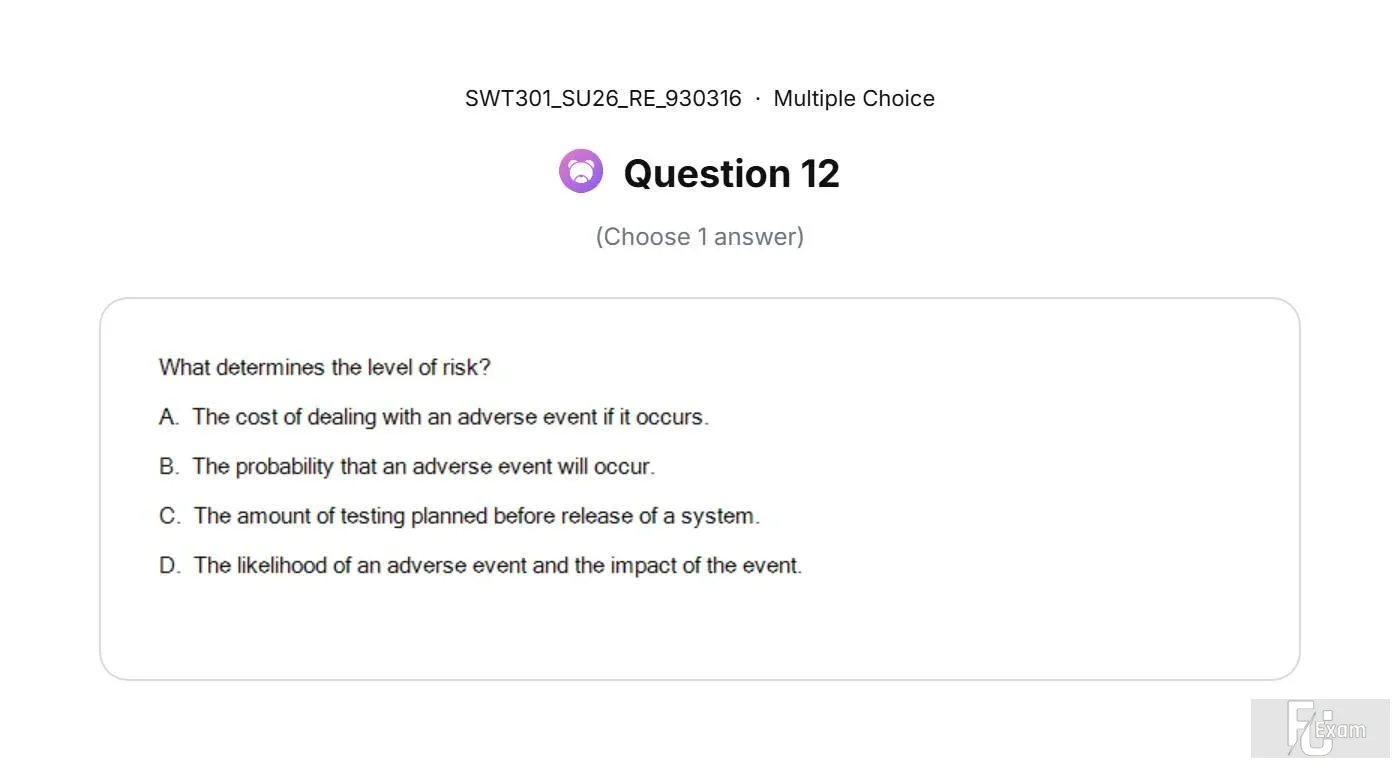 SWT301_SU26_RE_930316 · Multiple Choice
Question 12
(Choose 1 answer)
What determines the level of risk?
A. The cost of dealing with an adverse event if it occurs.
B. The probability that an adverse event will occur.
C. The amount of testing planned before release of a system.
D. The likelihood of an adverse event and the impact of the event.
Exam